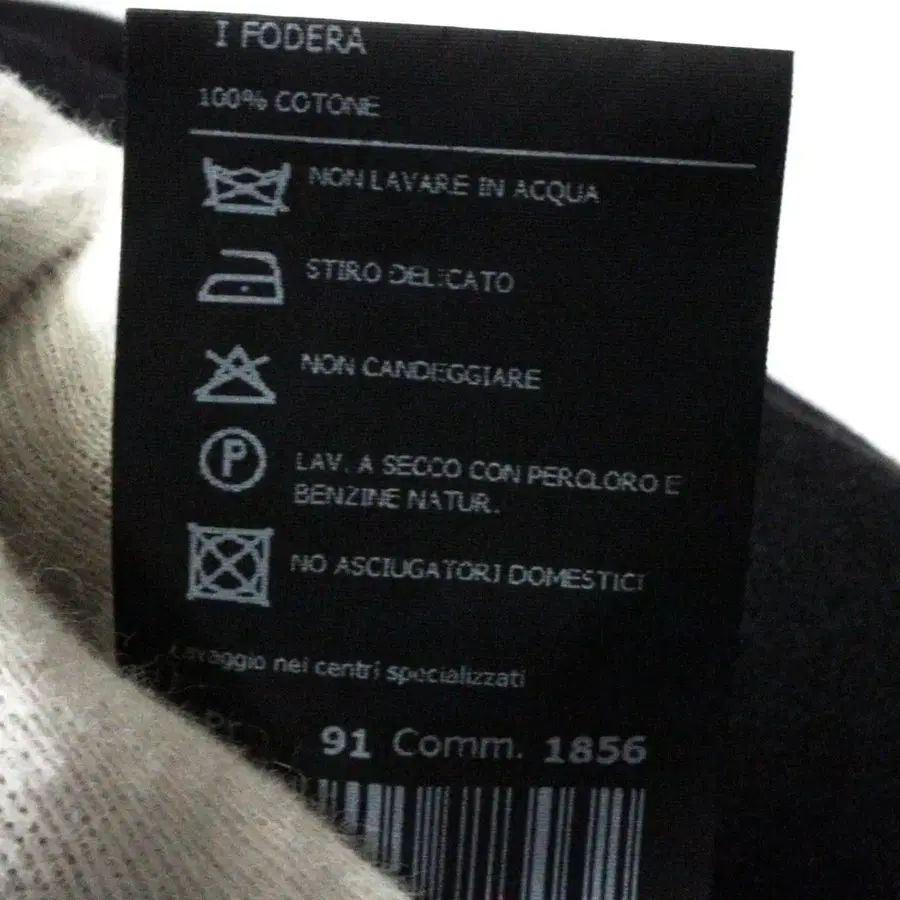 I FODERA
100% COTONE
NON LAVARE IN ACQUA
STIRO DELICATO
NON CANDEGGIARE
P
LAV. A SECCO CON PERCLORO E
BENZINE NATUR.
NO ASCIUGATORI DOMESTICI
Lavaggio nei centri specializzati
91 Comm. 1856